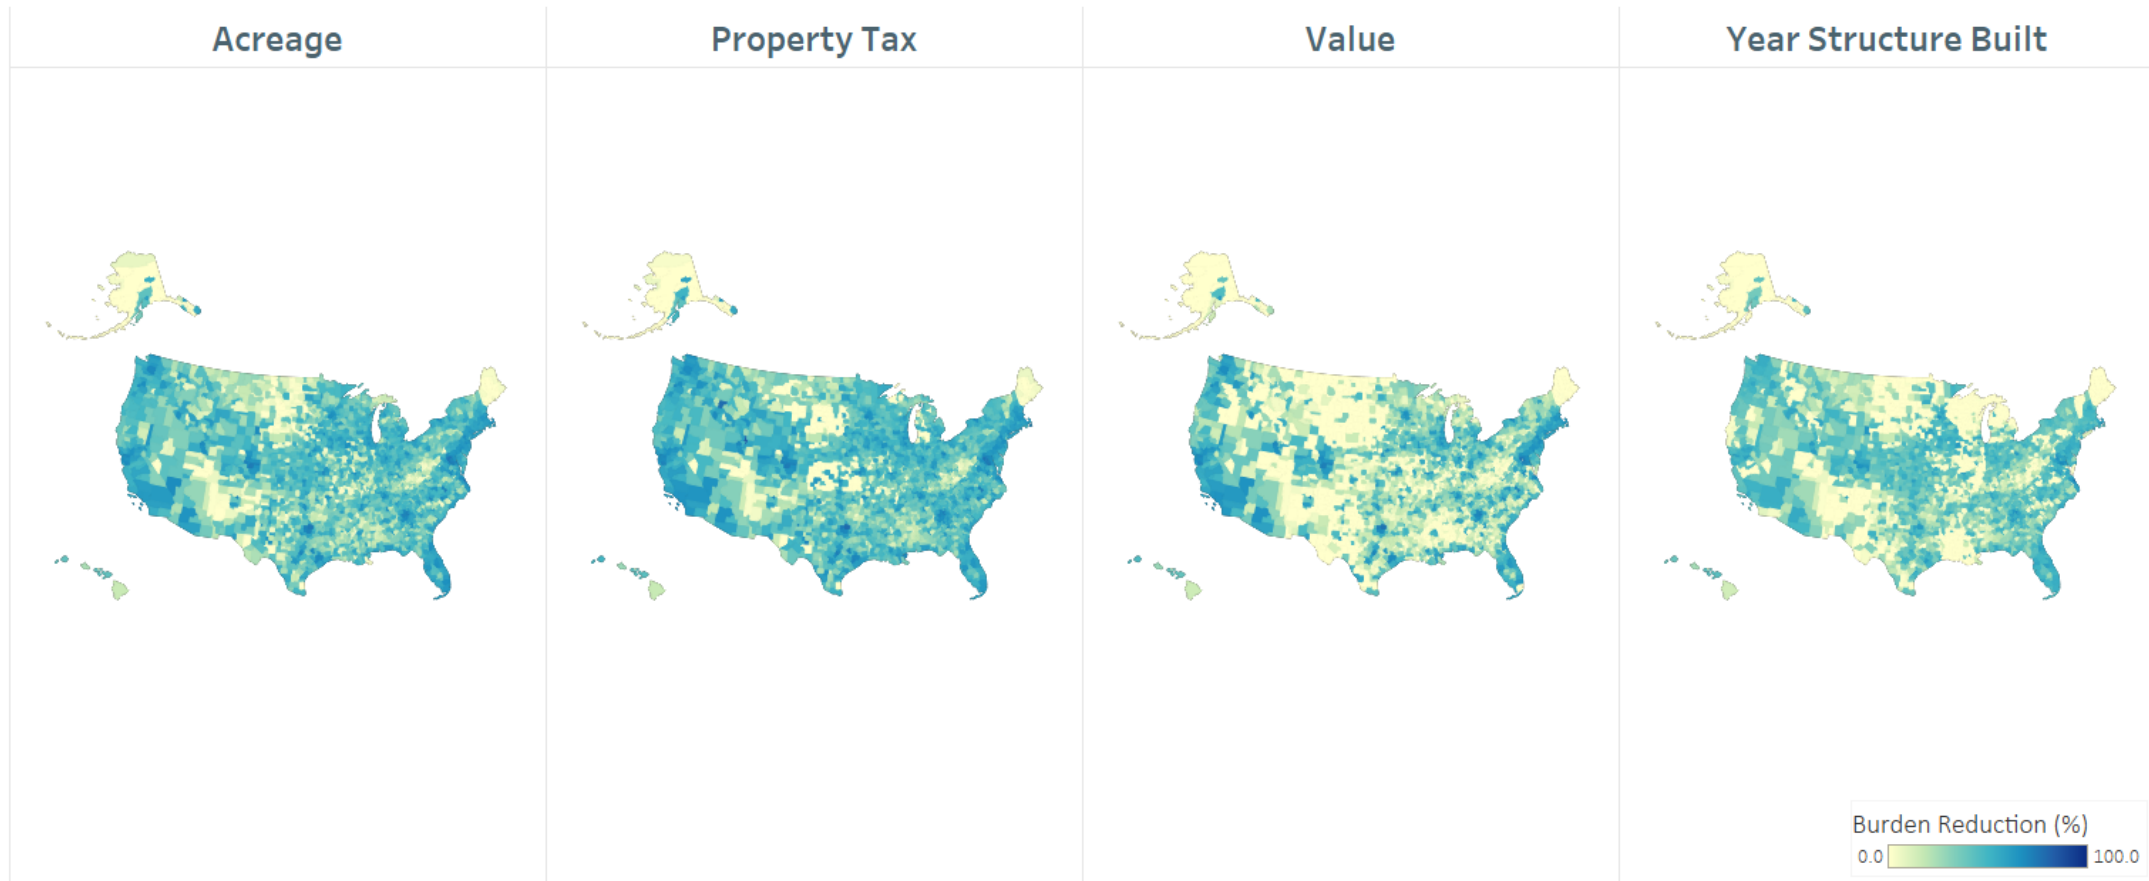 Acreage
Property Tax
Value
Year Structure Built
Burden Reduction (%)
0.0 100.0